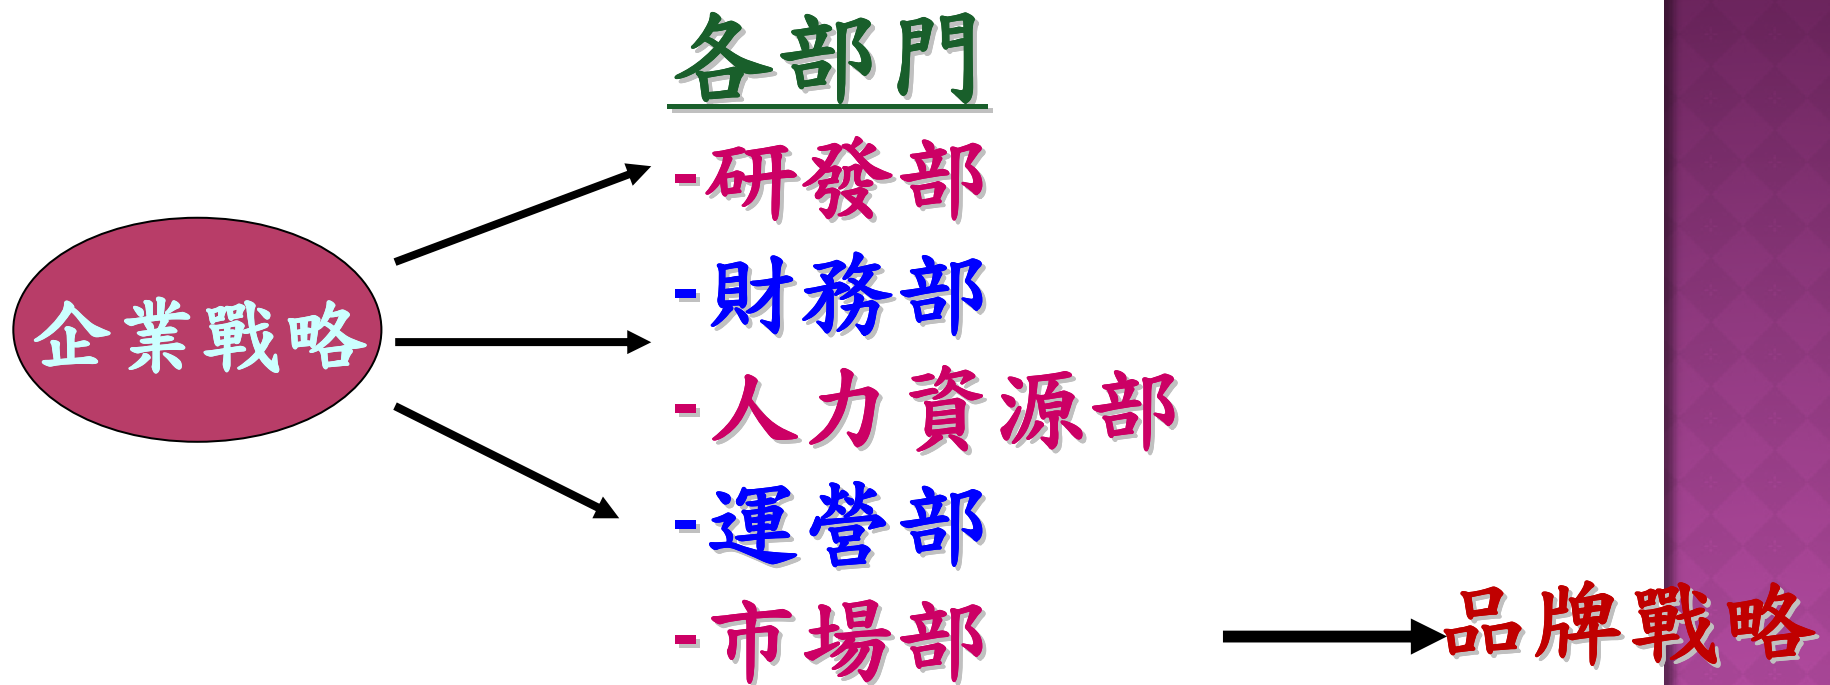 各部門
-研發部
-財務部
企業戰略
-人力資源部
-運營部
-市場部
品牌戰略